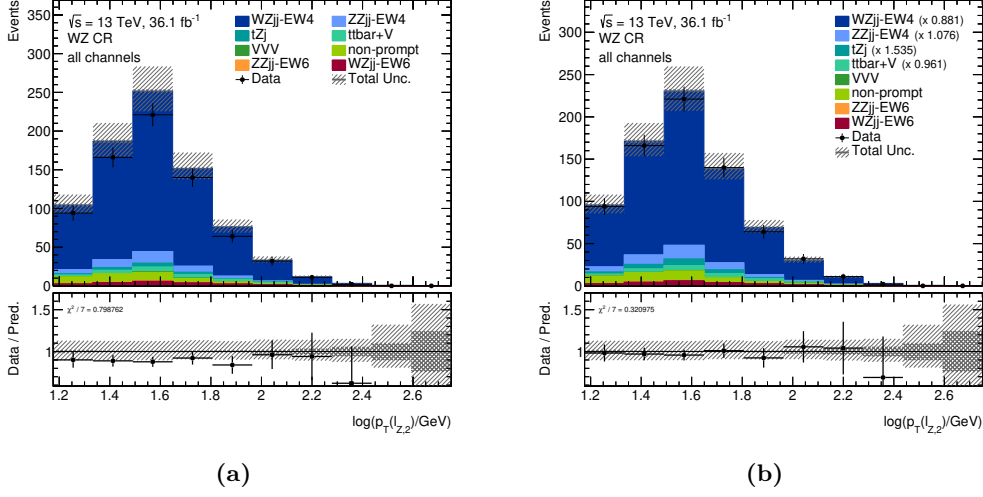 Events
√s = 13 TeV, 36.1 fb⁻¹
WZ CR
all channels
WZjj-EW4
ZZjj-EW4
tZj
ttbar+V
VVV
non-prompt
ZZjj-EW6
WZjj-EW6
Data
Total Unc.
350
300
250
200
150
100
50
0
Data / Pred.
χ² / 7 = 0.798762
1.5
1
1.2 1.4 1.6 1.8 2 2.2 2.4 2.6
log(p_T(l_Z,2)/GeV)
(a)
Events
√s = 13 TeV, 36.1 fb⁻¹
WZ CR
all channels
WZjj-EW4 (x 0.881)
ZZjj-EW4 (x 1.076)
tZj (x 1.535)
ttbar+V (x 0.961)
VVV
non-prompt
ZZjj-EW6
WZjj-EW6
Data
Total Unc.
300
250
200
150
100
50
0
Data / Pred.
χ² / 7 = 0.320975
1.5
1
1.2 1.4 1.6 1.8 2 2.2 2.4 2.6
log(p_T(l_Z,2)/GeV)
(b)